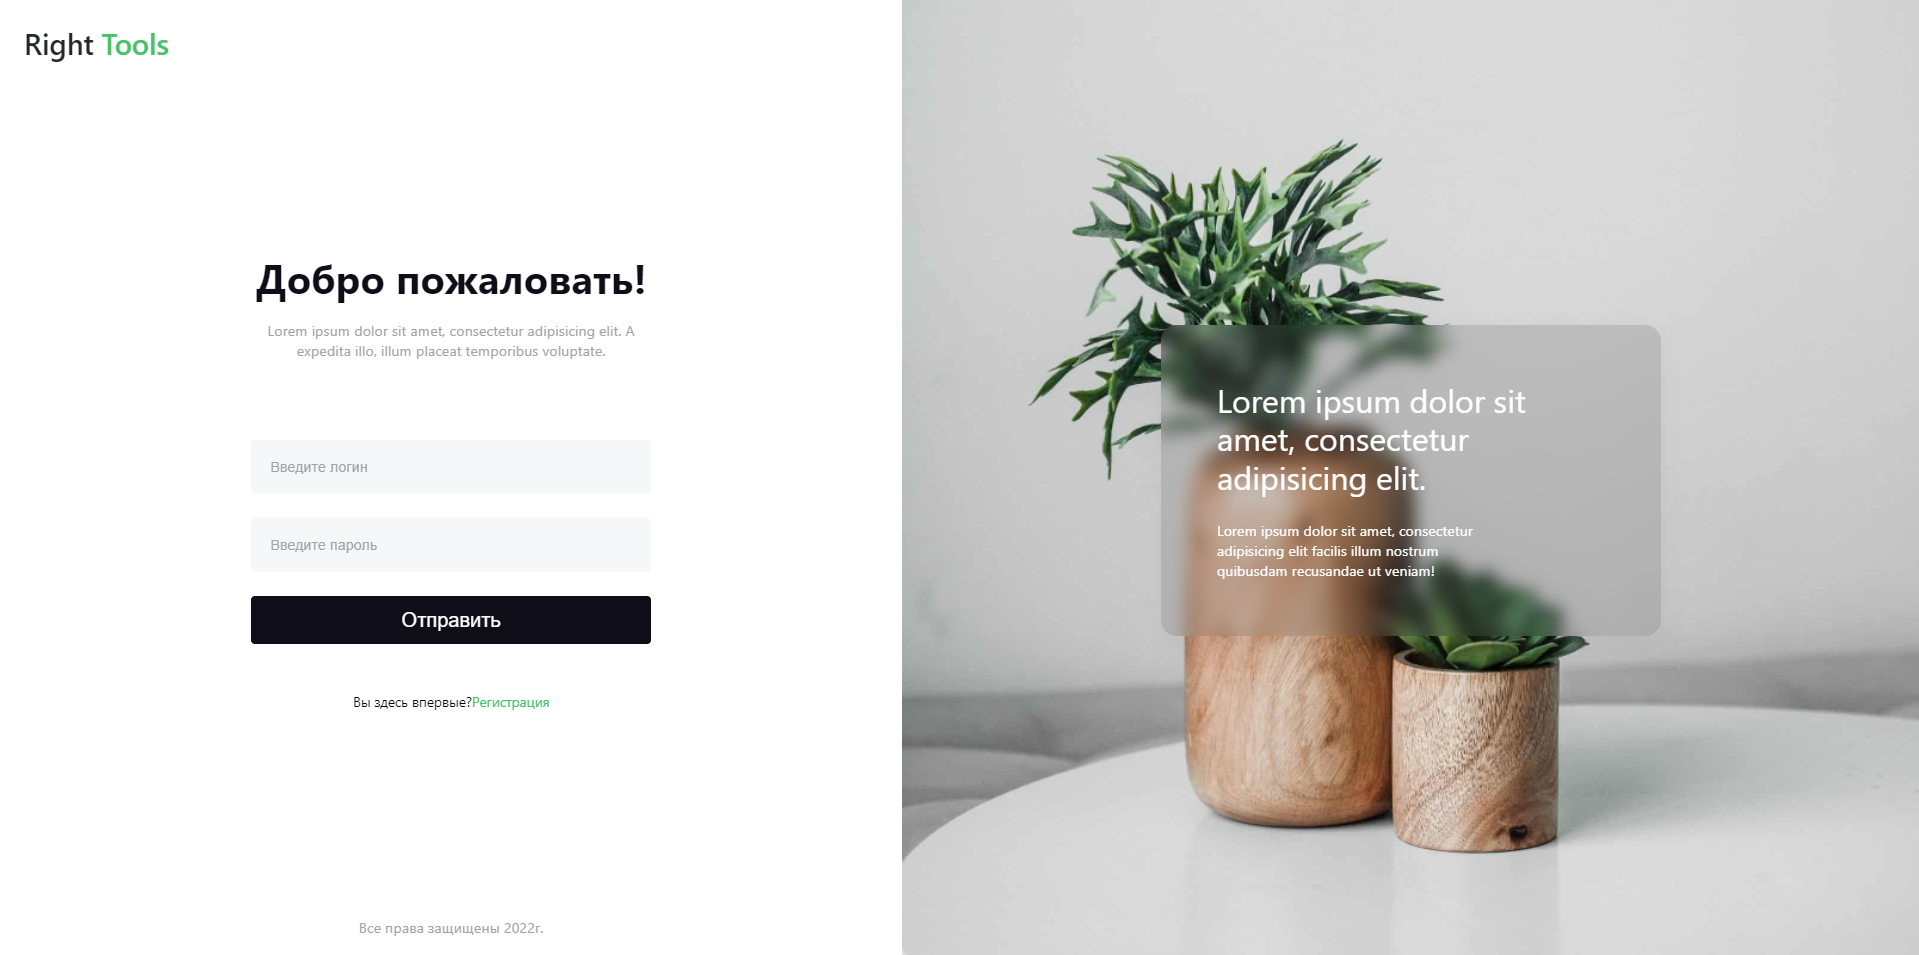 Right Tools
Добро пожаловать!
Lorem ipsum dolor sit amet, consectetur adipisicing elit. A
expedita illo, illum placeat temporibus voluptate.
Введите логин
Введите пароль
Отправить
Вы здесь впервые?Регистрация
Все права защищены 2022г.
Lorem ipsum dolor sit
amet, consectetur
adipisicing elit.
Lorem ipsum dolor sit amet, consectetur
adipisicing elit facilis illum nostrum
quibusdam recusandae ut veniam!